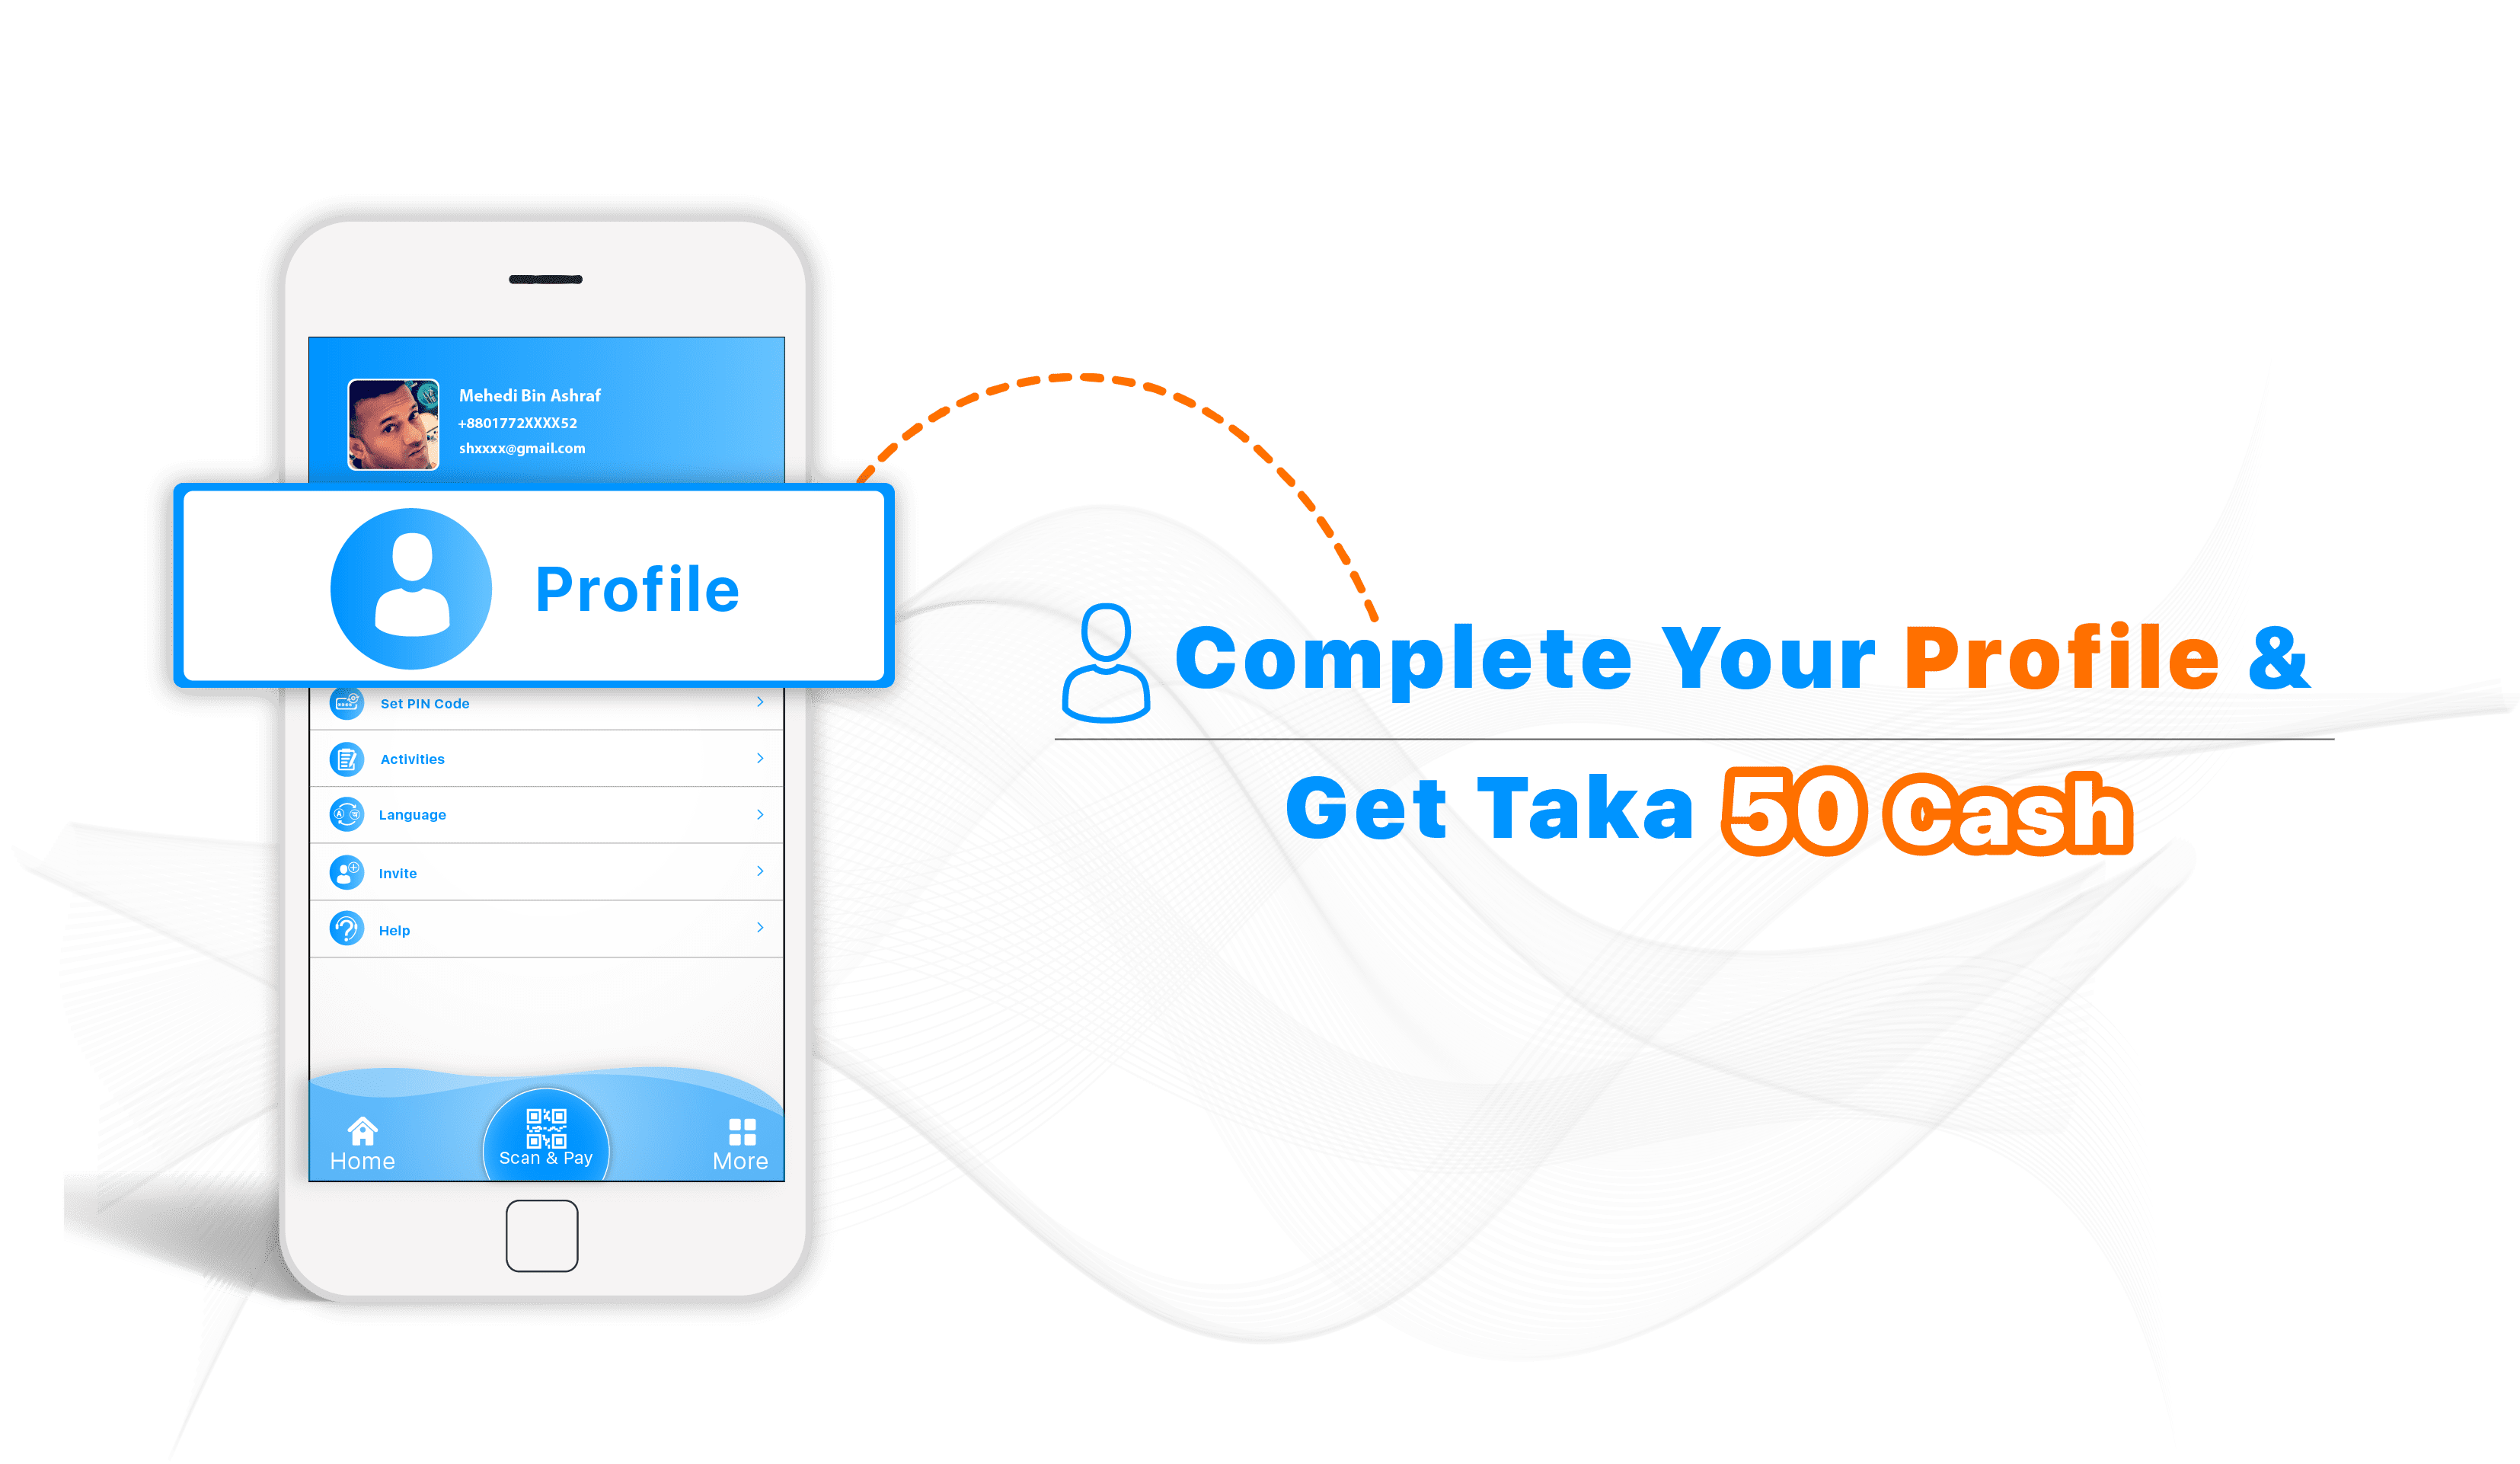 Mehedi Bin Ashraf
+8801772XXXX52
shxxxx@gmail.com
Profile
Set PIN Code
Activities
Language
Invite
Help
Home
Scan & Pay
More
Complete Your Profile &
Get Taka 50 Cash